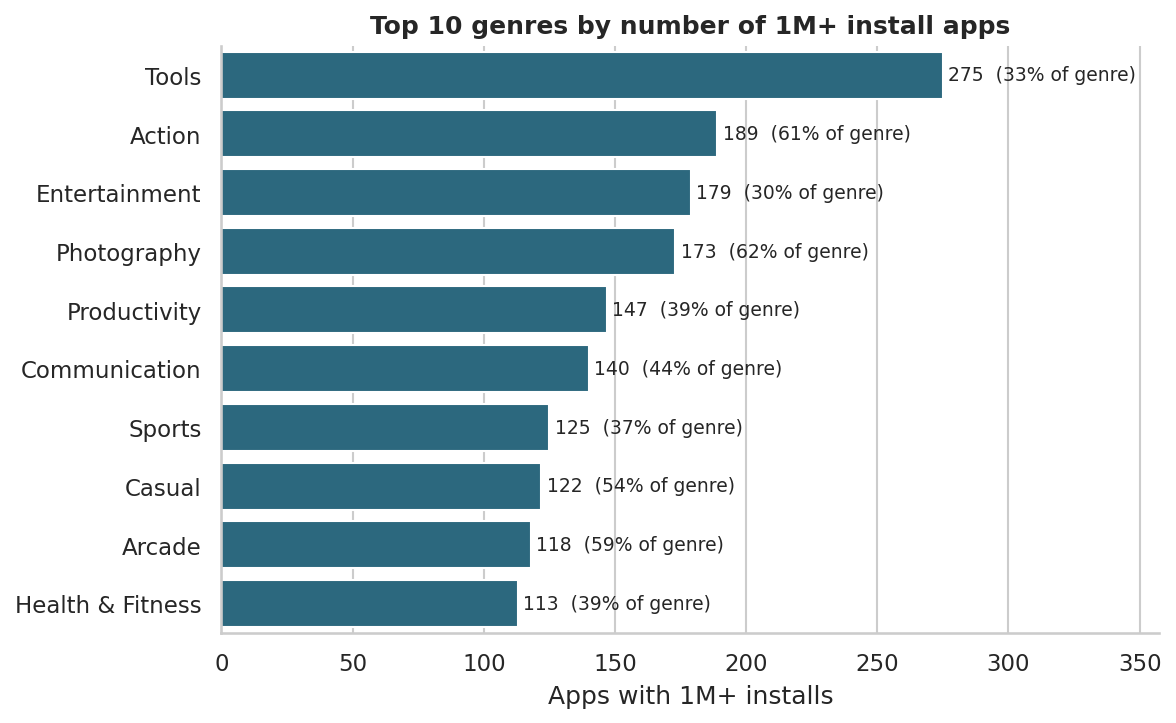 Top 10 genres by number of 1M+ install apps
Tools 275 (33% of genre)
Action 189 (61% of genre)
Entertainment 179 (30% of genre)
Photography 173 (62% of genre)
Productivity 147 (39% of genre)
Communication 140 (44% of genre)
Sports 125 (37% of genre)
Casual 122 (54% of genre)
Arcade 118 (59% of genre)
Health & Fitness 113 (39% of genre)
0 50 100 150 200 250 300 350
Apps with 1M+ installs